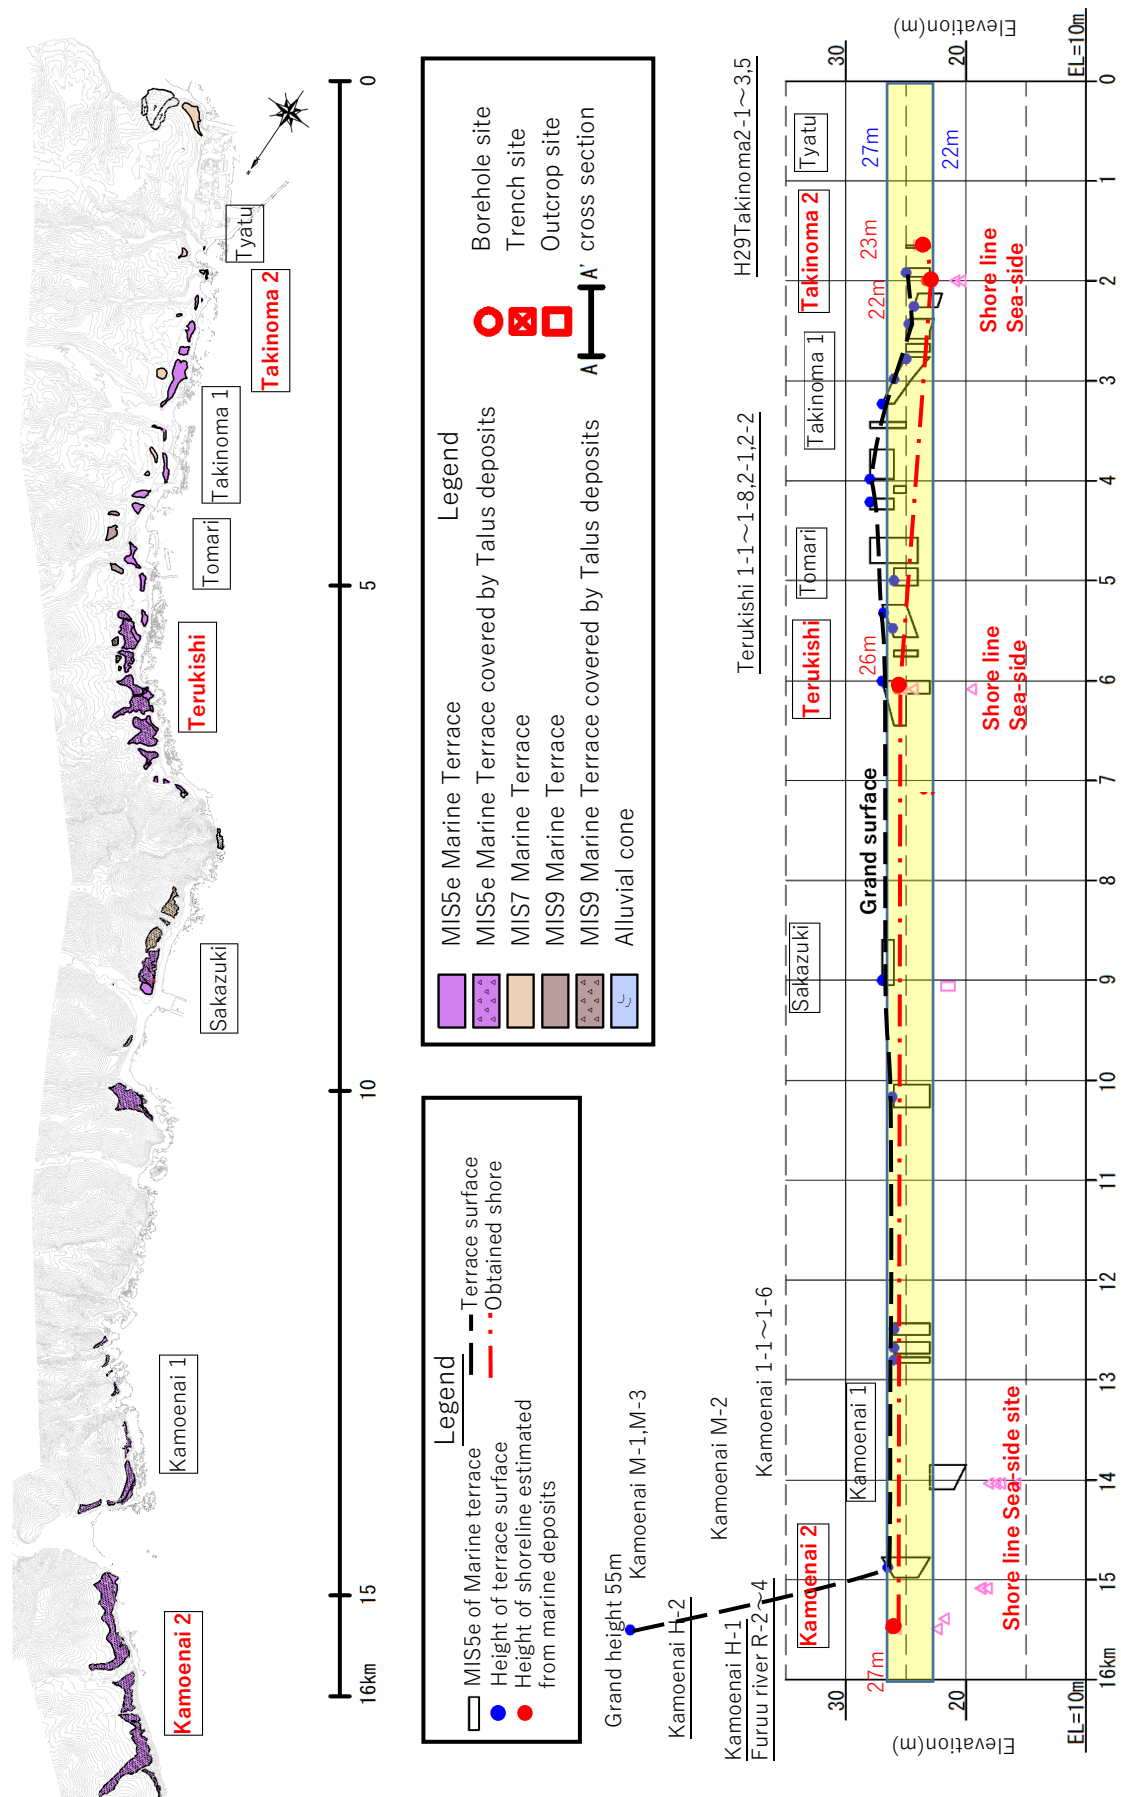 Kamoenai 2
Kamoenai 1
Sakazuki
Terukishi
Tomari
Takinoma 1
Takinoma 2
Tyatu
16km
15
10
5
0
Legend
MIS5e of Marine terrace
Height of terrace surface
Height of shoreline estimated
from marine deposits
Terrace surface
Obtained shore
Legend
MIS5e Marine Terrace
MIS5e Marine Terrace covered by Talus deposits
MIS7 Marine Terrace
MIS9 Marine Terrace
MIS9 Marine Terrace covered by Talus deposits
Alluvial cone
Borehole site
Trench site
Outcrop site
A A' cross section
Grand height 55m
Kamoenai M-1,M-3
Kamoenai H-2
Kamoenai M-2
Kamoenai H-1
Furuu river R-2～4
Kamoenai 1-1～1-6
Terukishi 1-1～1-8,2-1,2-2
H29Takinoma2-1～3,5
Kamoenai 2
Kamoenai 1
Sakazuki
Terukishi
Tomari
Takinoma 1
Takinoma 2
Tyatu
30
20
EL=10m
Elevation(m)
27m
Grand surface
26m
22m
23m
27m
22m
Shore line Sea-side site
Shore line
Sea-side
Shore line
Sea-side
30
20
EL=10m
Elevation(m)
16km
15
14
13
12
11
10
9
8
7
6
5
4
3
2
1
0